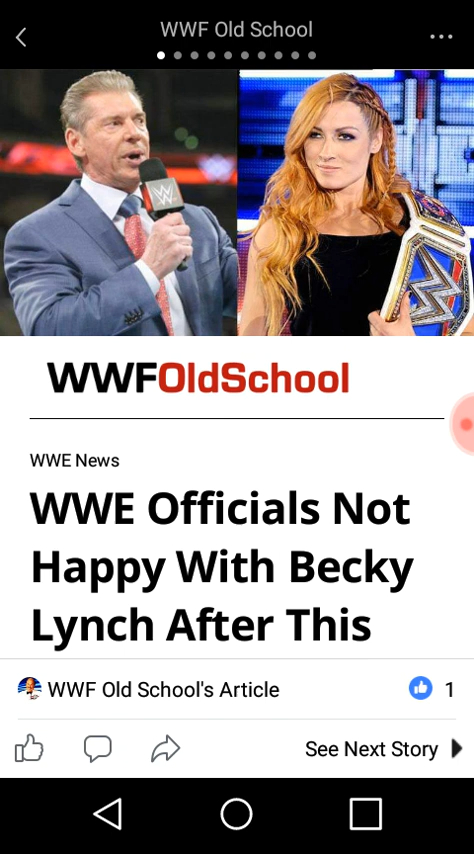 WWF Old School
WWFOldSchool
WWE News
WWE Officials Not
Happy With Becky
Lynch After This
WWF Old School's Article
1
See Next Story